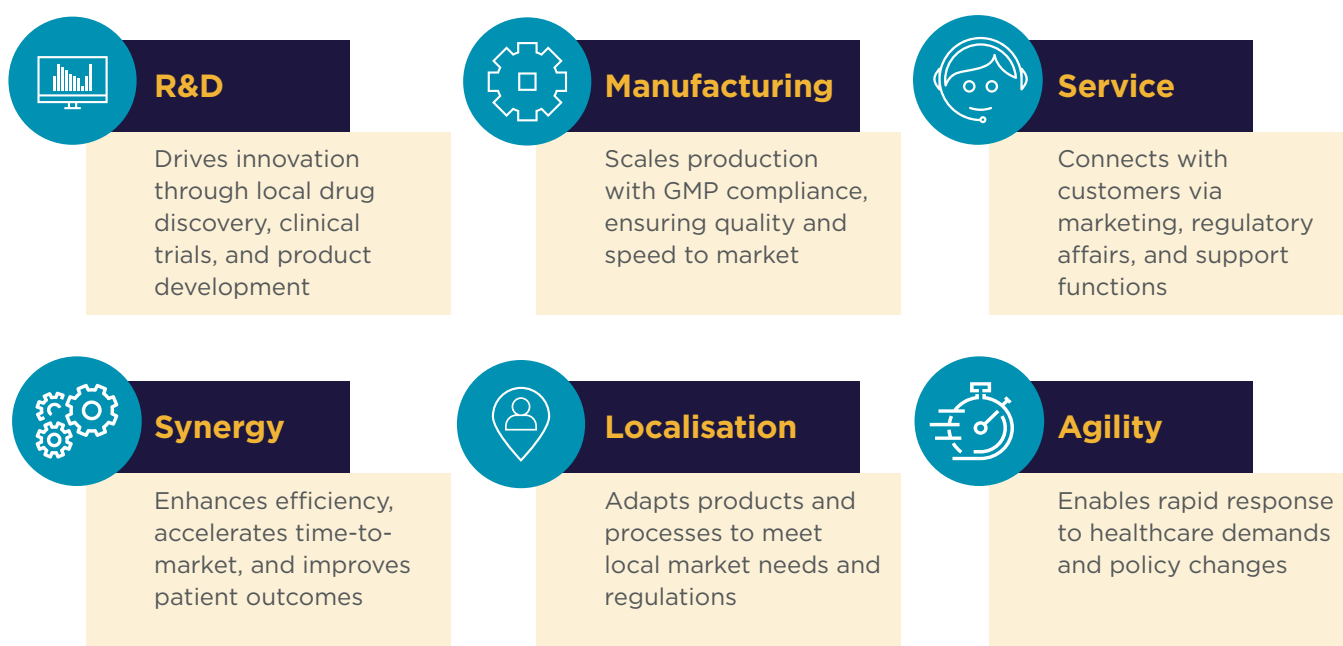 R&D
Drives innovation
through local drug
discovery, clinical
trials, and product
development
Manufacturing
Scales production
with GMP compliance,
ensuring quality and
speed to market
Service
Connects with
customers via
marketing, regulatory
affairs, and support
functions
Synergy
Enhances efficiency,
accelerates time-to-
market, and improves
patient outcomes
Localisation
Adapts products and
processes to meet
local market needs and
regulations
Agility
Enables rapid response
to healthcare demands
and policy changes